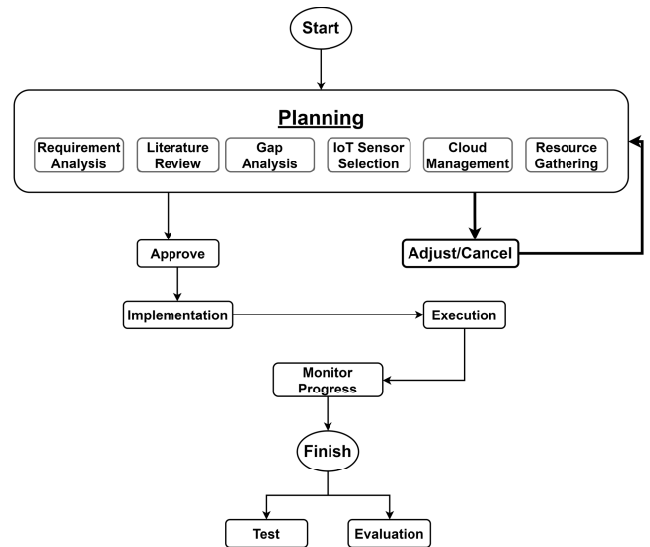 Start
Planning
Requirement
Analysis
Literature
Review
Gap
Analysis
IoT Sensor
Selection
Cloud
Management
Resource
Gathering
Approve
Adjust/Cancel
Implementation
Execution
Monitor
Progress
Finish
Test
Evaluation